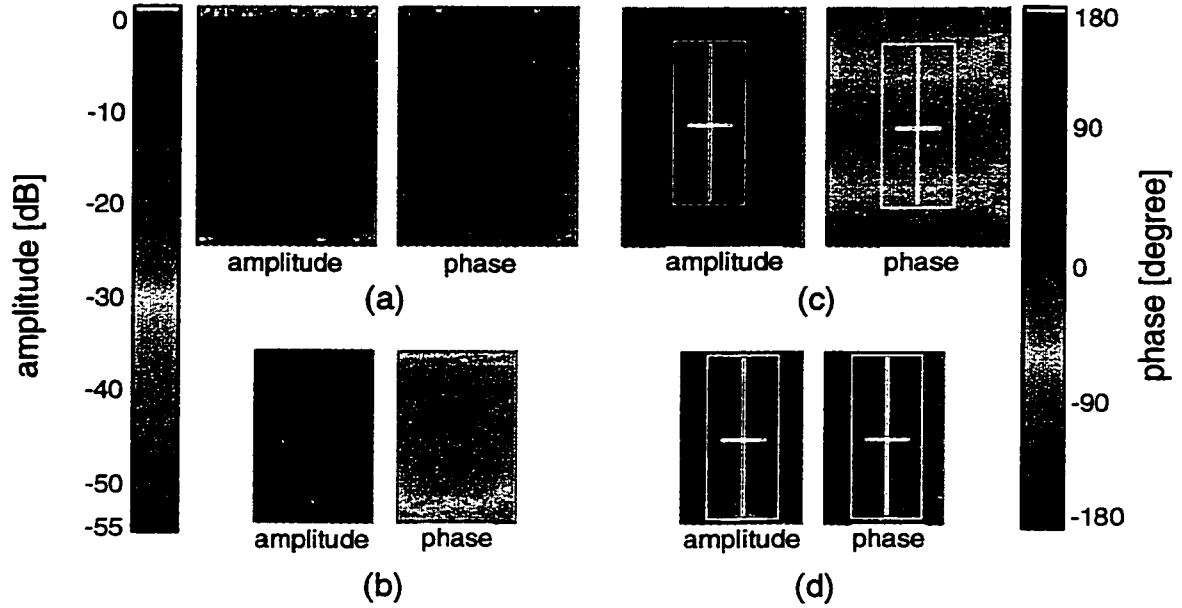 amplitude [dB]
0
-10
-20
-30
-40
-50
-55
amplitude
phase
(a)
amplitude
phase
(b)
amplitude
phase
(c)
amplitude
phase
(d)
180
90
0
-90
-180
phase [degree]